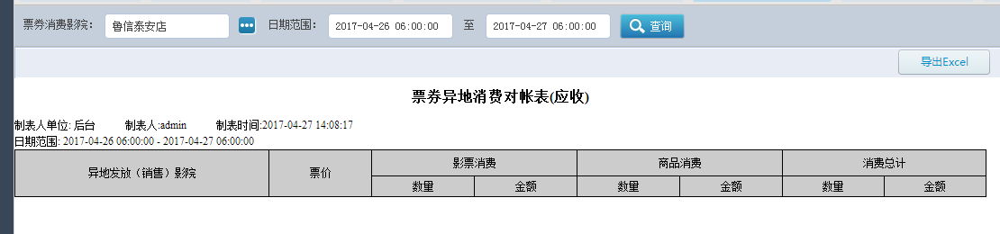 票券消费影院： 鲁信泰安店 ••• 日期范围： 2017-04-26 06:00:00 至 2017-04-27 06:00:00 查询
导出Excel
票券异地消费对帐表(应收)
制表人单位: 后台 制表人:admin 制表时间:2017-04-27 14:08:17
日期范围: 2017-04-26 06:00:00 - 2017-04-27 06:00:00
异地发放（销售）影院 票价 影票消费 商品消费 消费总计
数量 金额 数量 金额 数量 金额